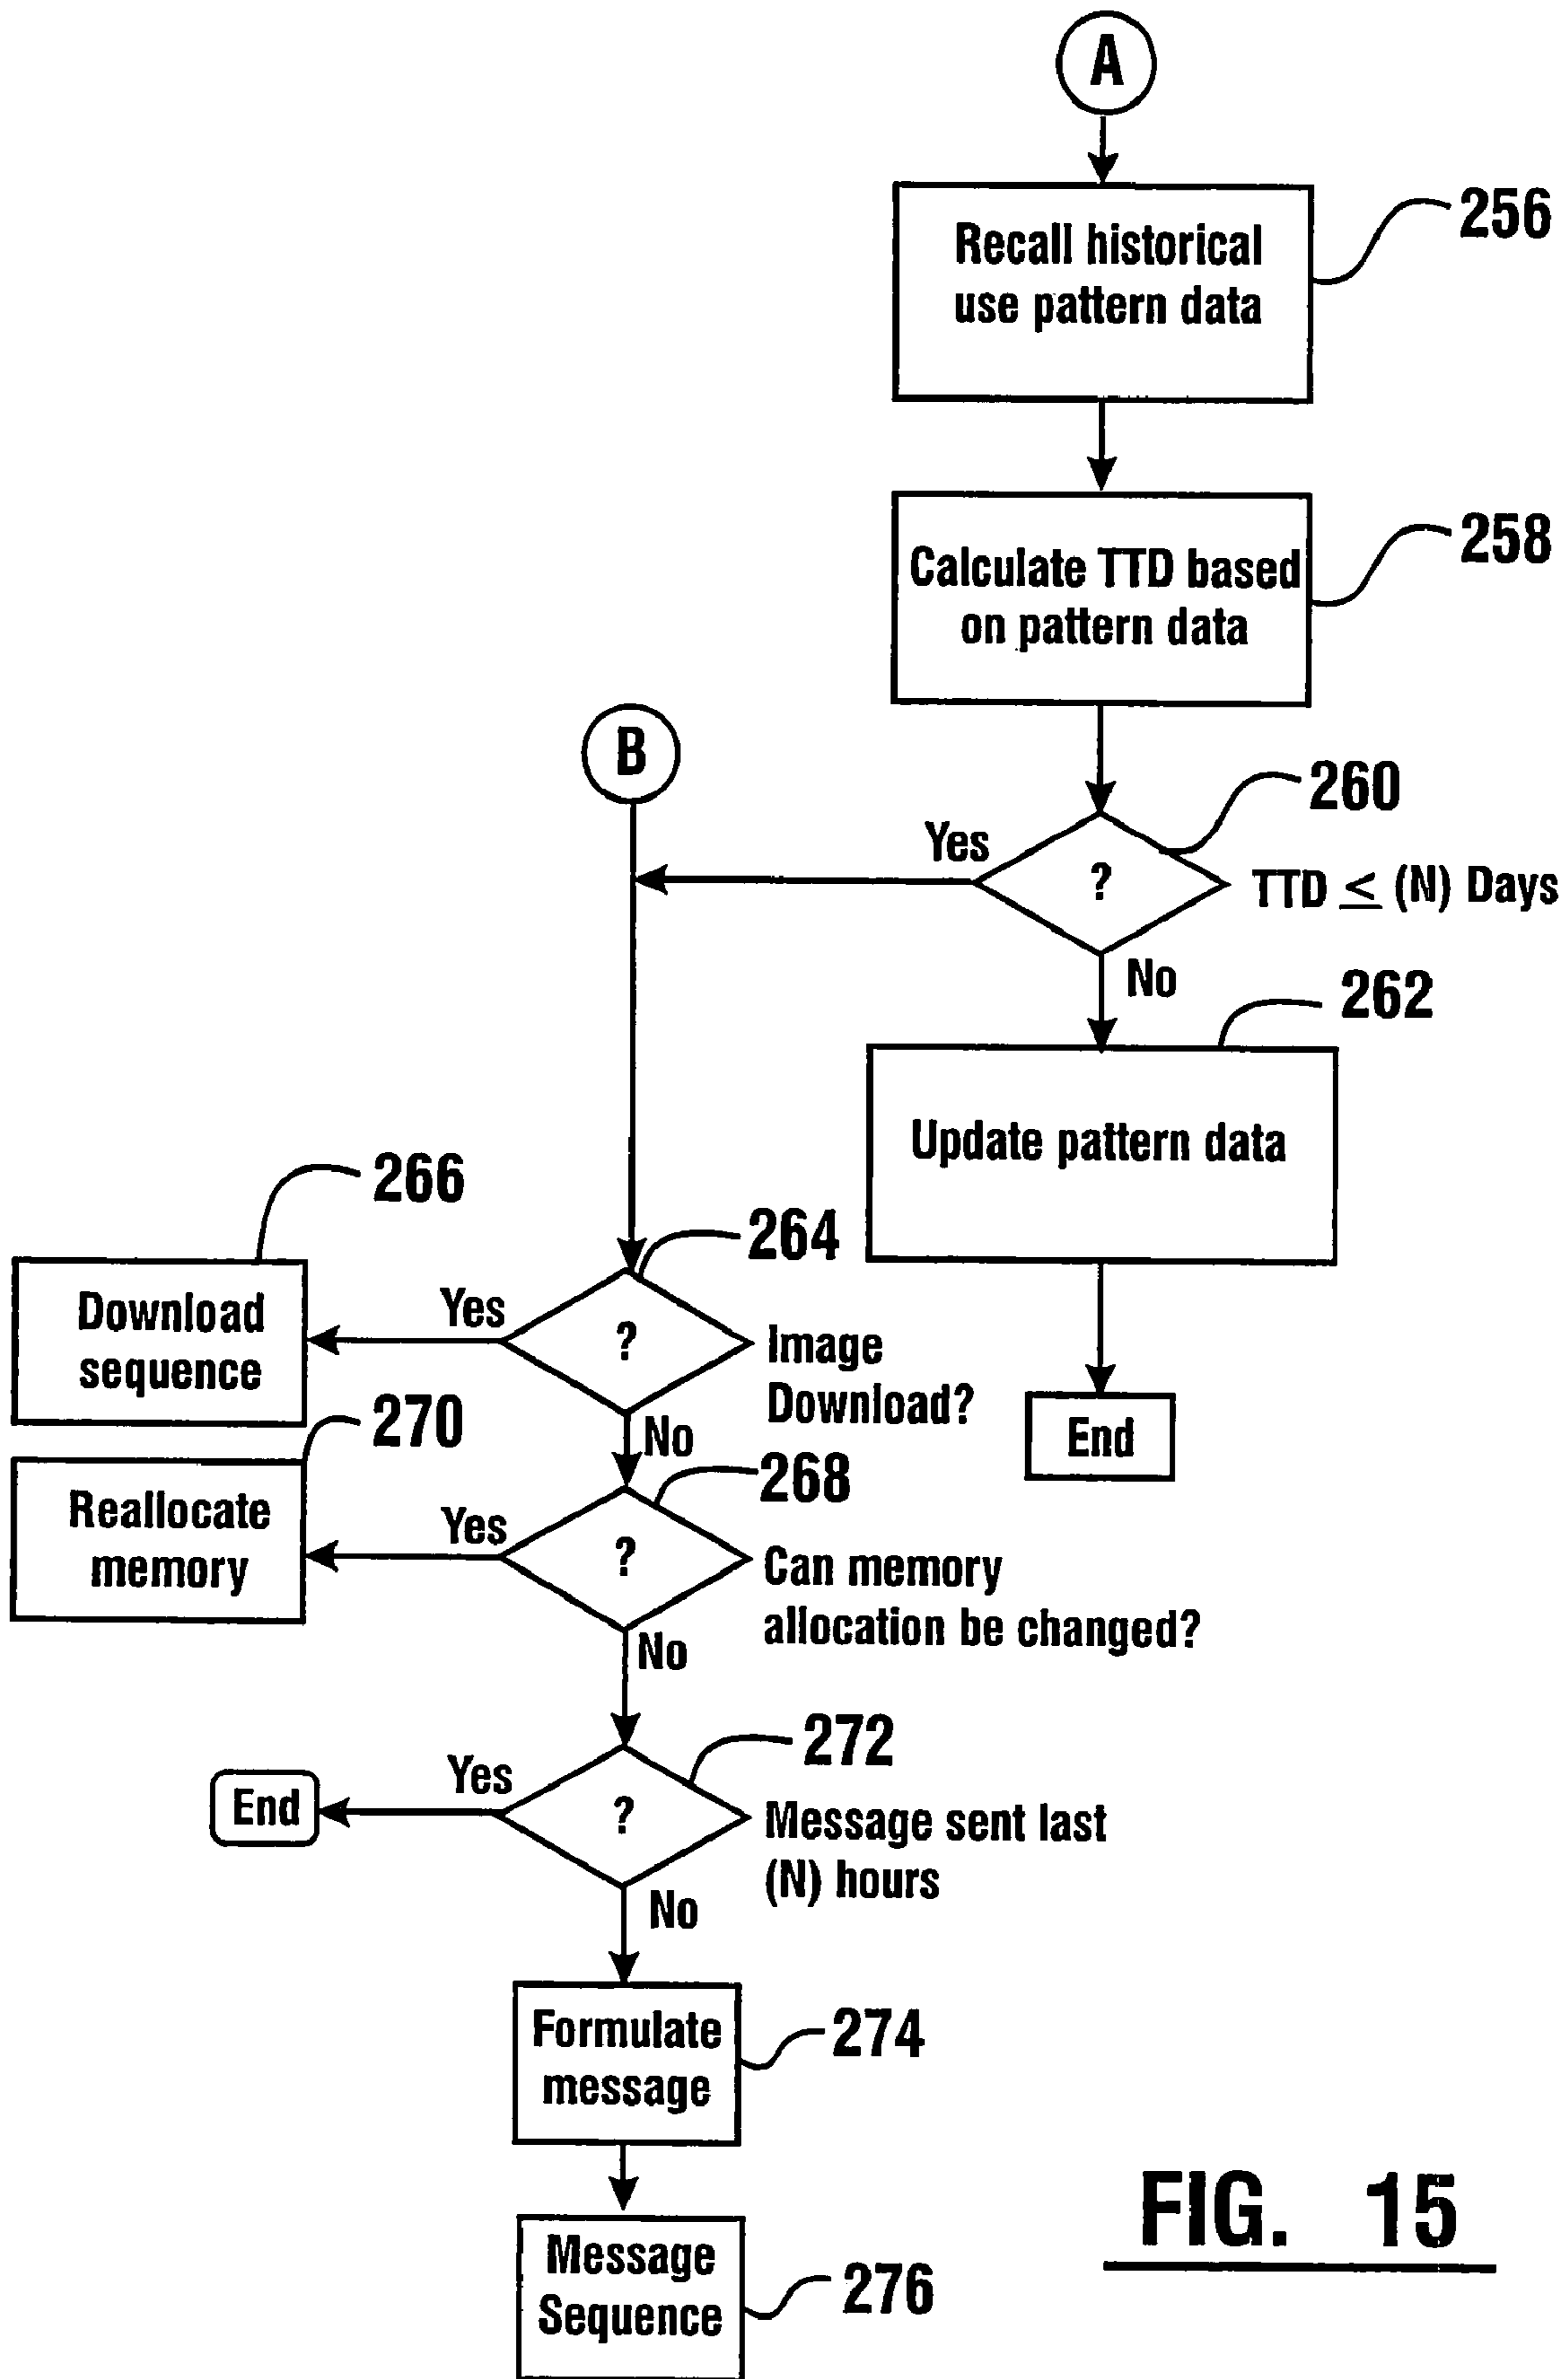 A
Recall historical
use pattern data
256
Calculate TTD based
on pattern data
258
B
260
Yes
?
TTD ≤ (N) Days
No
262
Update pattern data
266
264
Download
sequence
Yes
?
Image
Download?
End
270
No
268
Reallocate
memory
Yes
?
Can memory
allocation be changed?
No
272
End
Yes
?
Message sent last
(N) hours
No
Formulate
message
274
Message
Sequence
276
FIG. 15